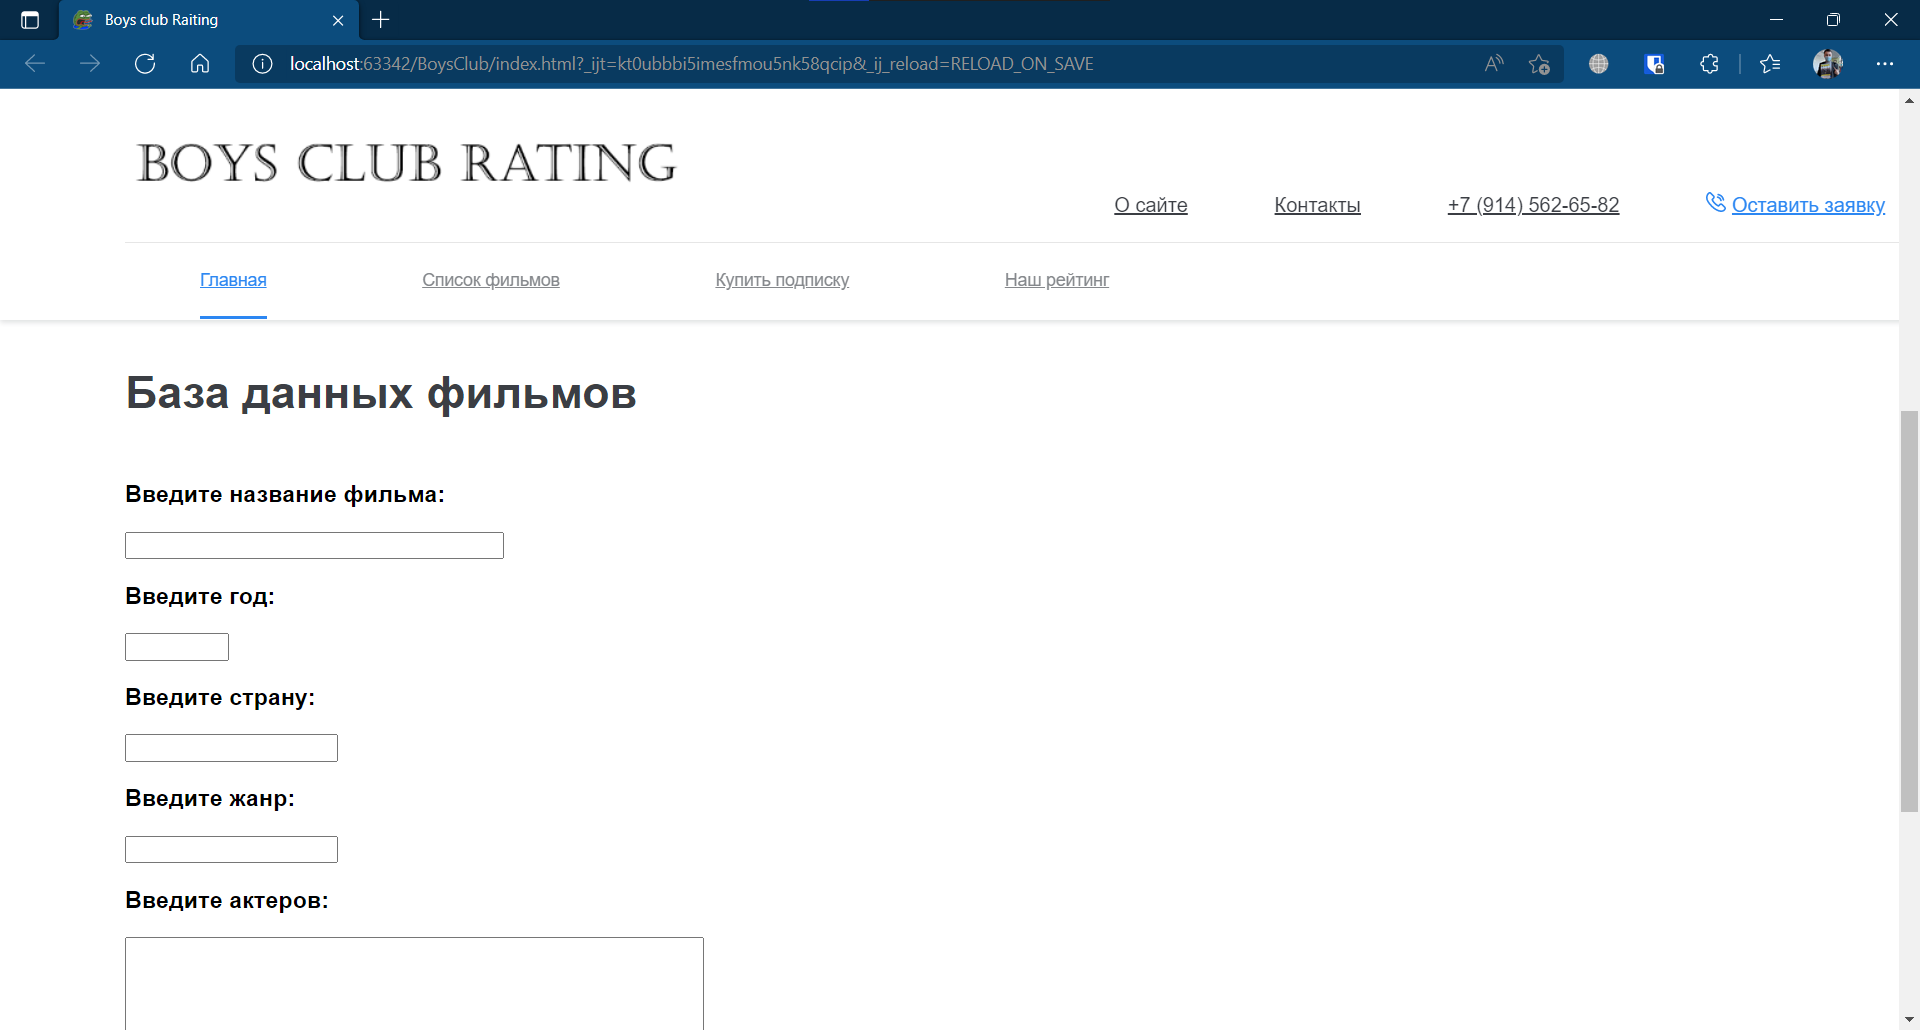 Boys club Raiting
localhost:63342/BoysClub/index.html?_ijt=kt0ubbbi5imesfmou5nk58qcip&_ij_reload=RELOAD_ON_SAVE
BOYS CLUB RATING
О сайте Контакты +7 (914) 562-65-82 Оставить заявку
Главная Список фильмов Купить подписку Наш рейтинг
База данных фильмов
Введите название фильма:
Введите год:
Введите страну:
Введите жанр:
Введите актеров: